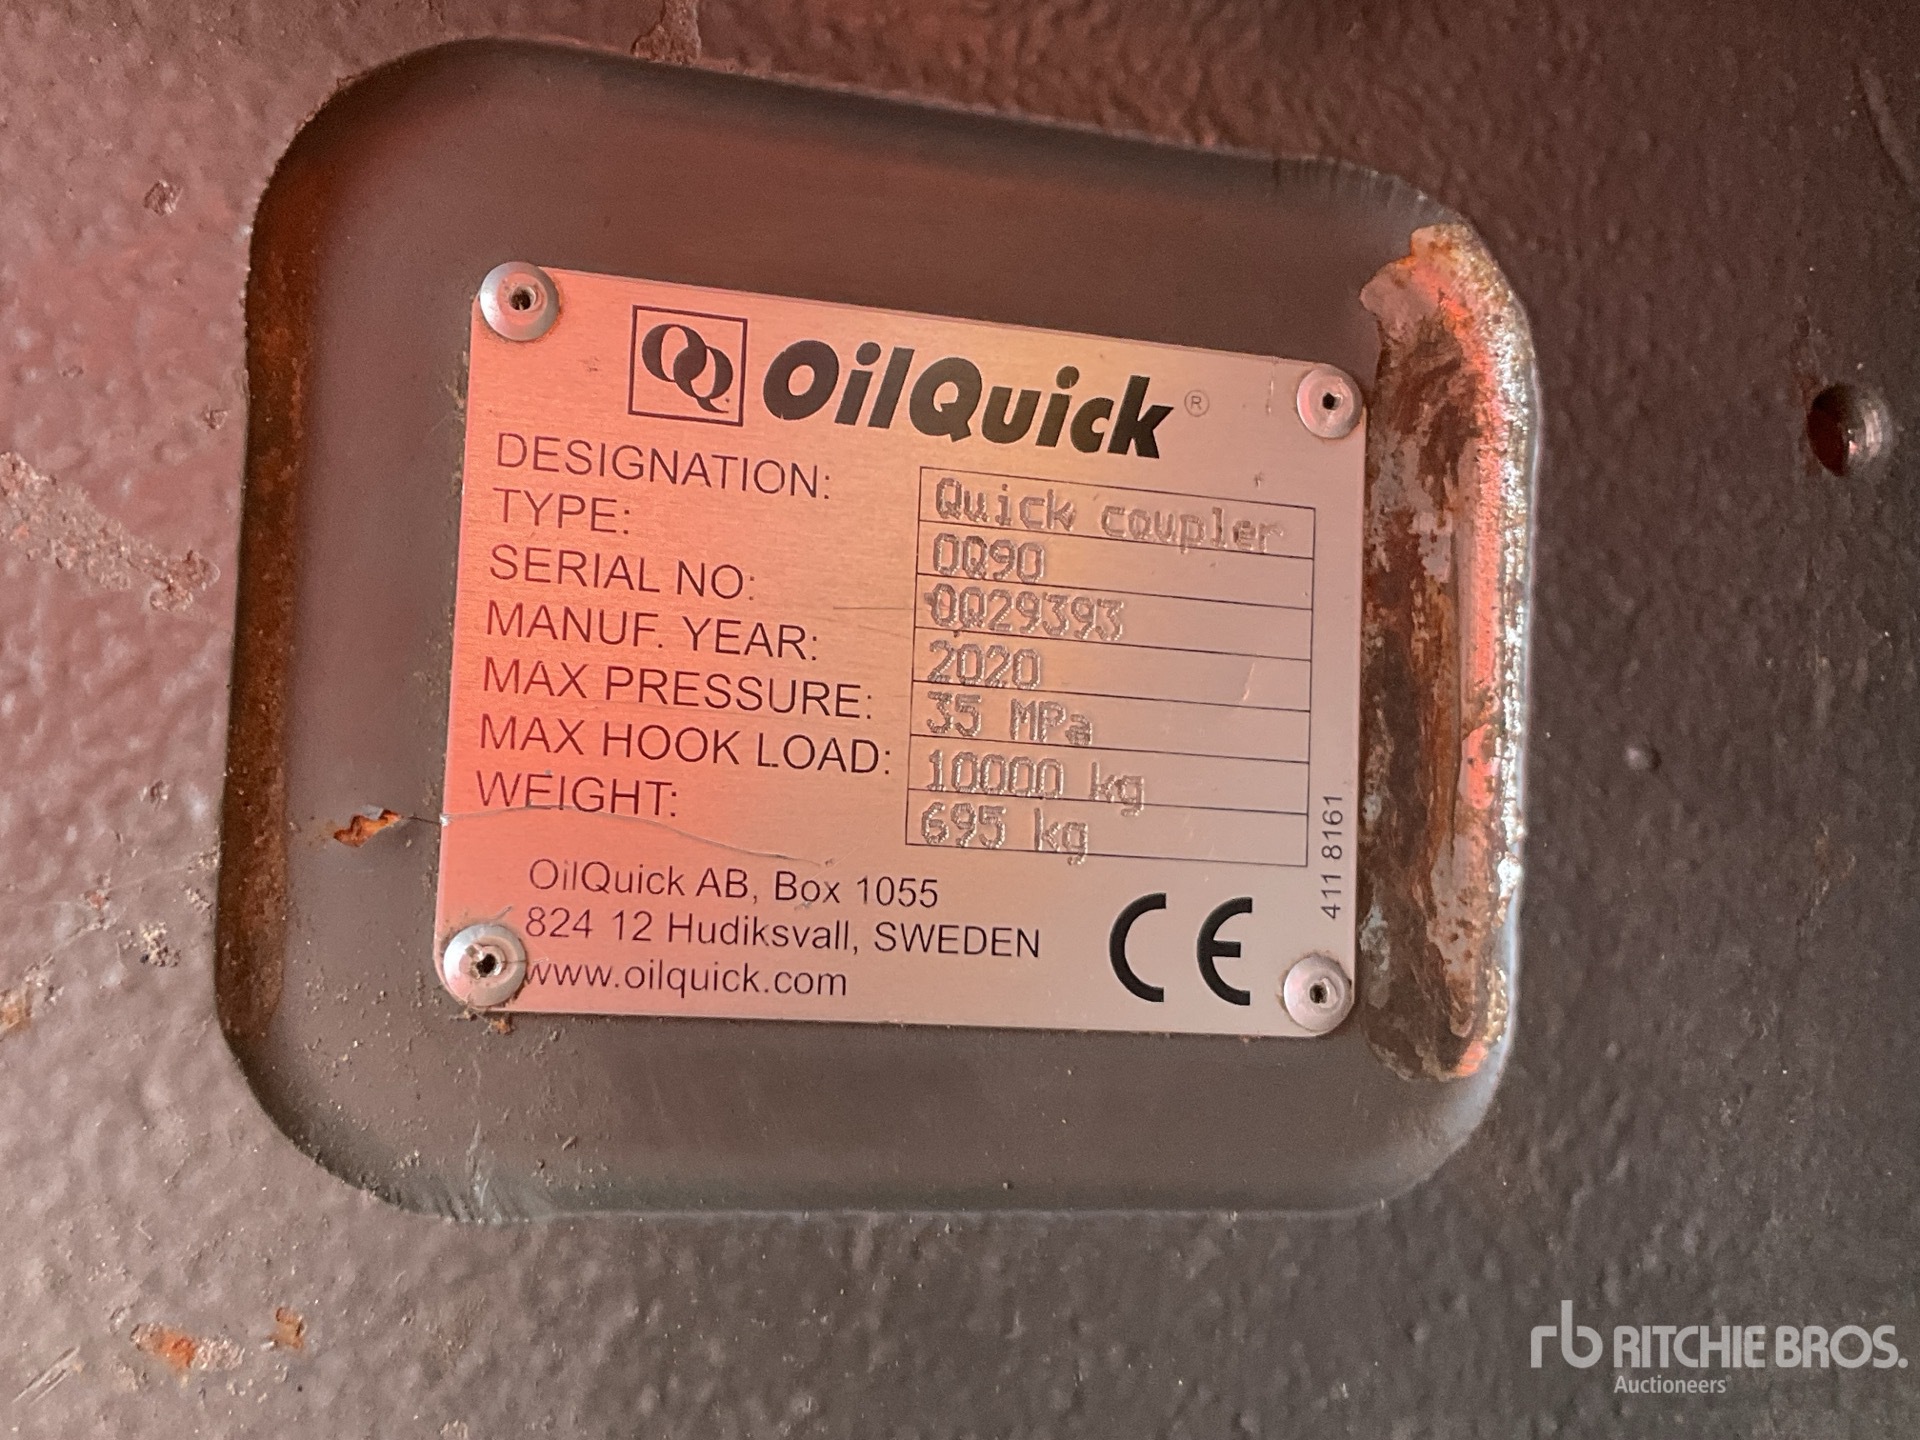 QQ OilQuick®
DESIGNATION: Quick coupler
TYPE: OQ90
SERIAL NO: OQ29393
MANUF. YEAR: 2020
MAX PRESSURE: 35 MPa
MAX HOOK LOAD: 10000 kg
WEIGHT: 695 kg
OilQuick AB, Box 1055
824 12 Hudiksvall, SWEDEN
www.oilquick.com
CE
411 8161
rb RITCHIE BROS.
Auctioneers